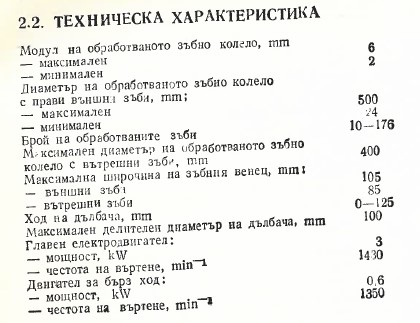 2.2. ТЕХНИЧЕСКА ХАРАКТЕРИСТИКА
Модул на обработваното зъбно колело, mm
— максимален 6
— минимален 2
Диаметър на обработваното зъбно колело
с прави външни зъби, mm;
— максимален 500
— минимален 24
Брой на обработваните зъби 10—176
Максимален диаметър на обработваното зъбно
колело с вътрешни зъби, mm 400
Максимална широчина на зъбния венец, mm:
— външни зъби 105
— вътрешни зъби 85
Ход на дълбача, mm 0—125
Максимален делителен диаметър на дълбача, mm 100
Главен електродвигател:
— мощност, kW 3
— честота на въртене, min⁻¹ 1430
Двигател за бърз ход:
— мощност, kW 0,6
— честота на въртене, min⁻¹ 1350